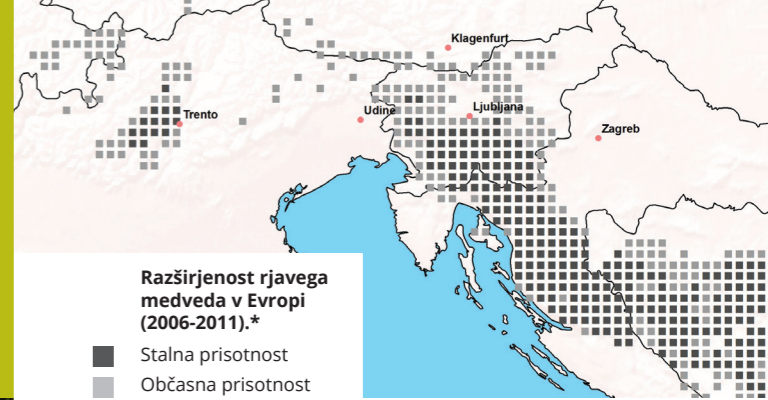 Klagenfurt
Udine
Ljubljana
Trento
Zagreb
Razširjenost rjavega
medveda v Evropi
(2006-2011).*
Stalna prisotnost
Občasna prisotnost